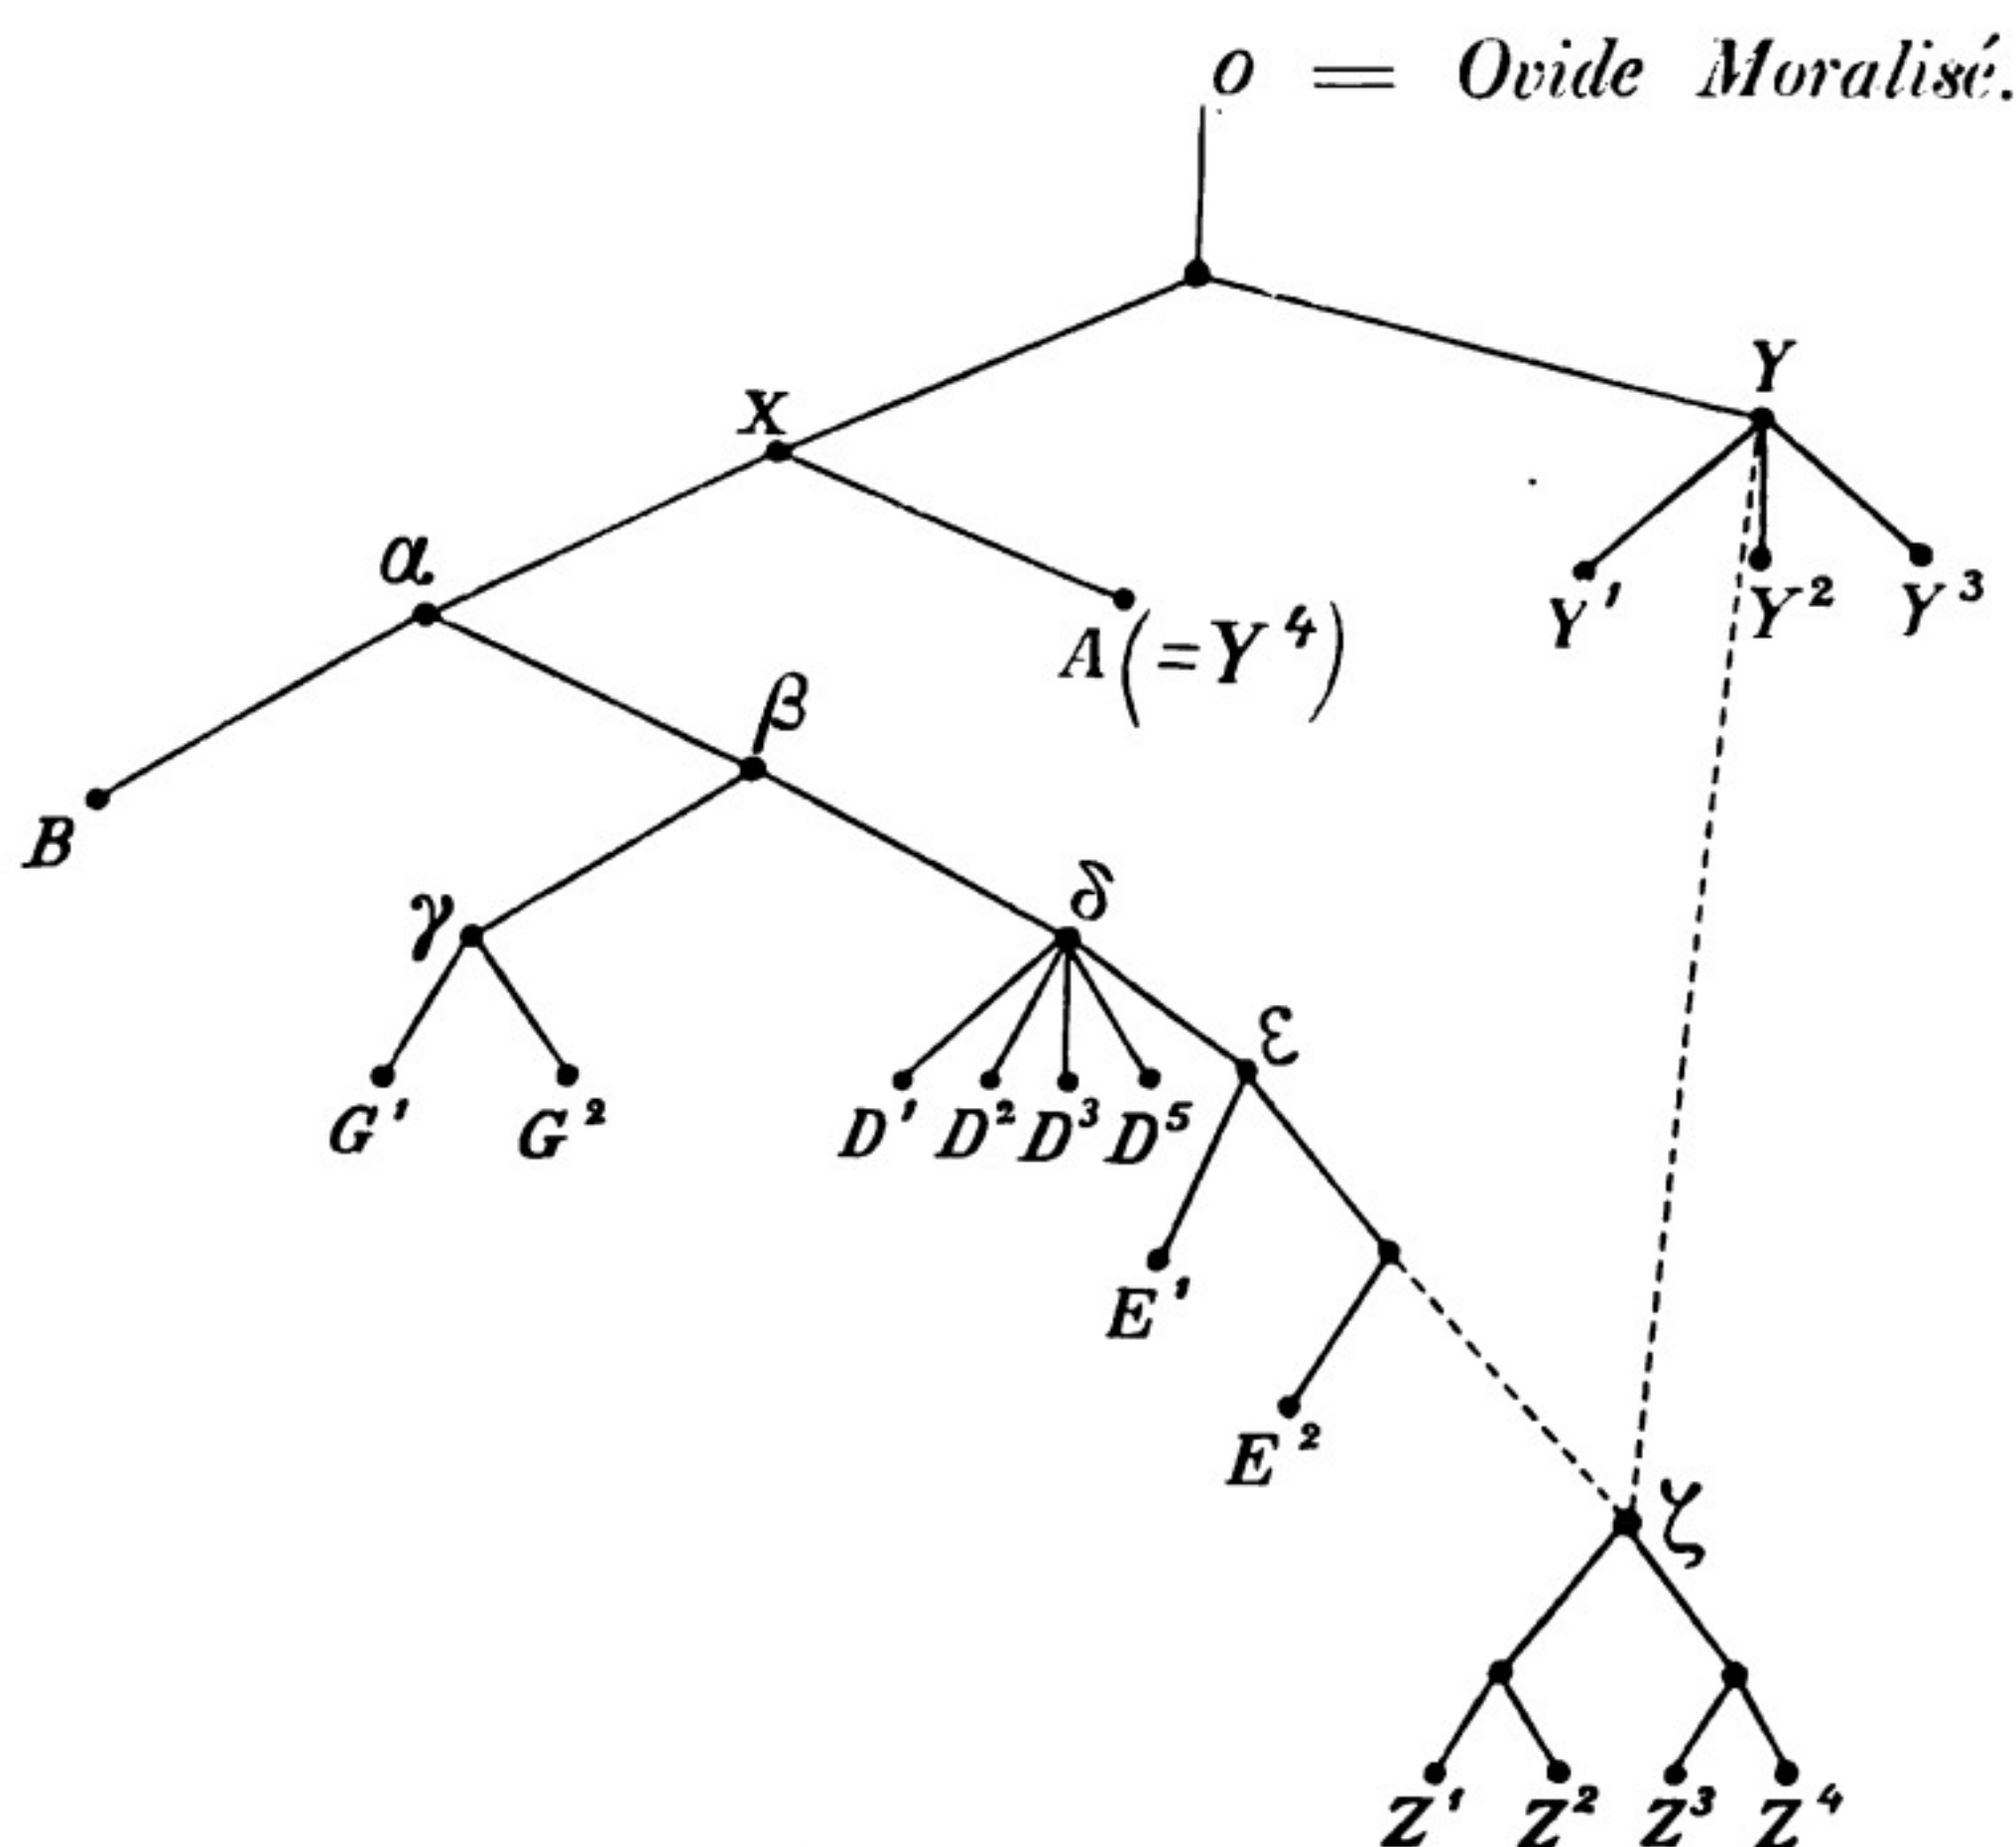 O = Ovide Moralisé.
Y
X
α
Y¹ Y² Y³
A (= Y⁴)
β
B
δ
γ
ε
G¹ G² D¹ D² D³ D⁵
E¹
E²
ζ
Z¹ Z² Z³ Z⁴